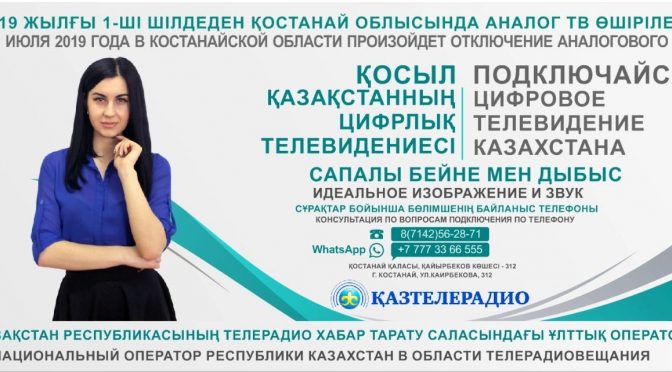 19 ЖЫЛҒЫ 1-ШІ ШІЛДЕДЕН ҚОСТАНАЙ ОБЛЫСЫНДА АНАЛОГ ТВ ӨШІРІЛЕ
ИЮЛЯ 2019 ГОДА В КОСТАНАЙСКОЙ ОБЛАСТИ ПРОИЗОЙДЕТ ОТКЛЮЧЕНИЕ АНАЛОГОВОГО
ҚОСЫЛ
ҚАЗАҚСТАННЫҢ
ЦИФРЛЫҚ
ТЕЛЕВИДЕНИЕСІ
ПОДКЛЮЧАЙС
ЦИФРОВОЕ
ТЕЛЕВИДЕНИЕ
КАЗАХСТАНА
САПАЛЫ БЕЙНЕ МЕН ДЫБЫС
ИДЕАЛЬНОЕ ИЗОБРАЖЕНИЕ И ЗВУК
СҰРАҚТАР БОЙЫНША БӨЛІМШЕНІҢ БАЙЛАНЫС ТЕЛЕФОНЫ
КОНСУЛЬТАЦИЯ ПО ВОПРОСАМ ПОДКЛЮЧЕНИЯ ПО ТЕЛЕФОНУ
8(7142)56-28-71
WhatsApp +7 777 33 66 555
ҚОСТАНАЙ ҚАЛАСЫ, ҚАЙЫРБЕКОВ КӨШЕСІ - 312
Г. КОСТАНАЙ, УЛ.КАИРБЕКОВА, 312
ҚАЗТЕЛЕРАДИО
ЗАҚСТАН РЕСПУБЛИКАСЫНЫҢ ТЕЛЕРАДИО ХАБАР ТАРАТУ САЛАСЫНДАҒЫ ҰЛТТЫҚ ОПЕРАТО
НАЦИОНАЛЬНЫЙ ОПЕРАТОР РЕСПУБЛИКИ КАЗАХСТАН В ОБЛАСТИ ТЕЛЕРАДИОВЕЩАНИЯ